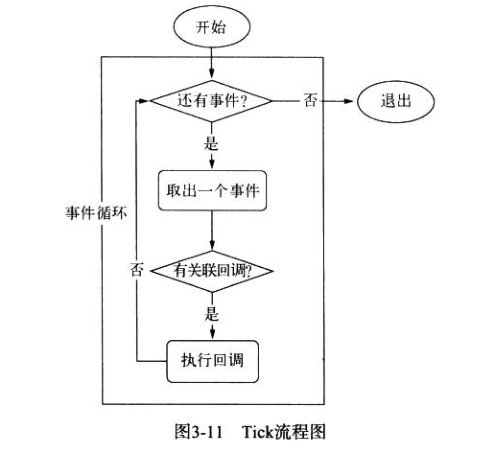 开始
还有事件?
否
退出
是
取出一个事件
事件循环
有关联回调?
否
是
执行回调
图3-11 Tick流程图